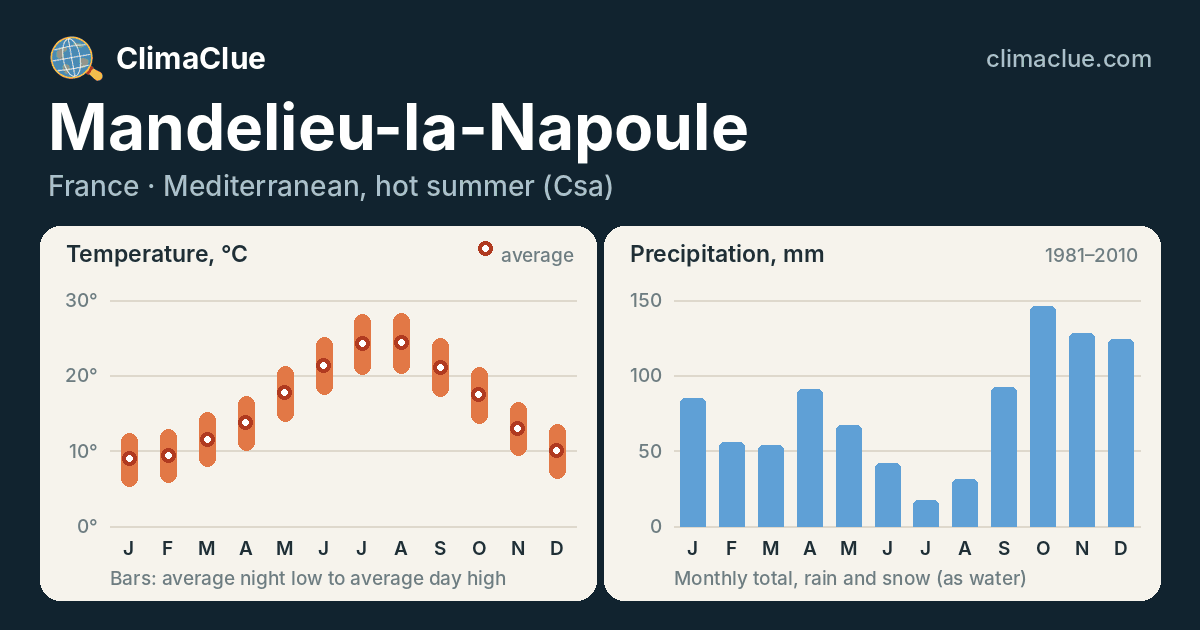 ClimaClue
climaclue.com
Mandelieu-la-Napoule
France · Mediterranean, hot summer (Csa)
Temperature, °C
average
30°
20°
10°
0°
J F M A M J J A S O N D
Bars: average night low to average day high
Precipitation, mm
1981–2010
150
100
50
0
J F M A M J J A S O N D
Monthly total, rain and snow (as water)